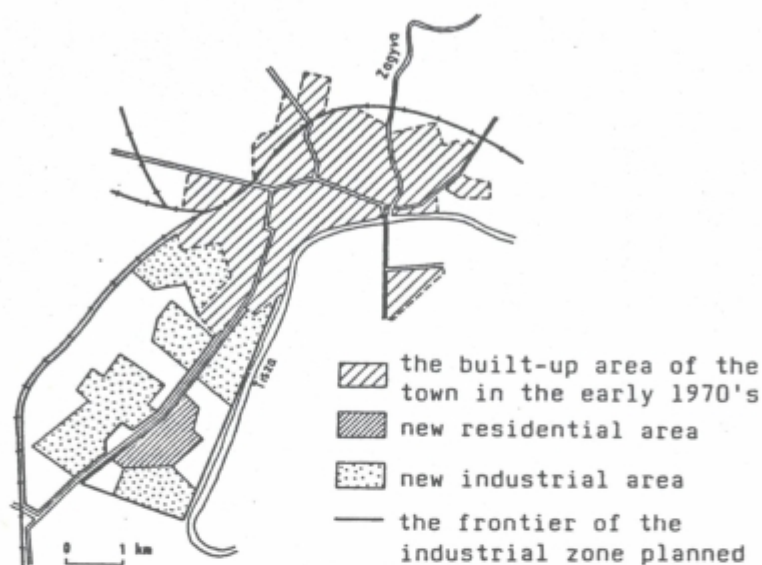 Zagyva
Tisza
the built-up area of the
town in the early 1970's
new residential area
new industrial area
the frontier of the
industrial zone planned
0 1 km